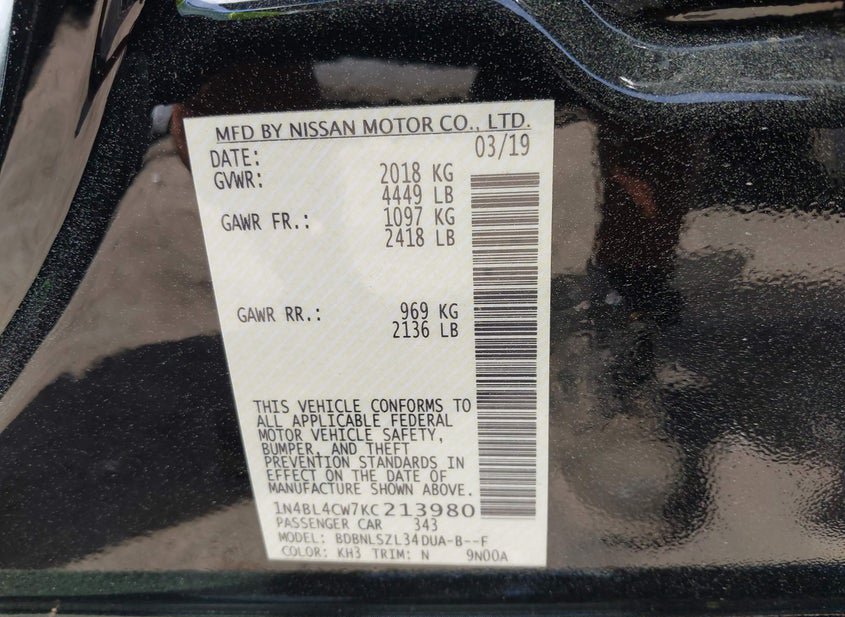 MFD BY NISSAN MOTOR CO., LTD.
DATE: 03/19
GVWR: 2018 KG
4449 LB
GAWR FR.: 1097 KG
2418 LB
GAWR RR.: 969 KG
2136 LB
THIS VEHICLE CONFORMS TO
ALL APPLICABLE FEDERAL
MOTOR VEHICLE SAFETY,
BUMPER, AND THEFT
PREVENTION STANDARDS IN
EFFECT ON THE DATE OF
MANUFACTURE SHOWN ABOVE.
1N4BL4CW7KC213980
PASSENGER CAR 343
MODEL: BDBNLSZL34DUA-B--F
COLOR: KH3 TRIM: N 9N00A